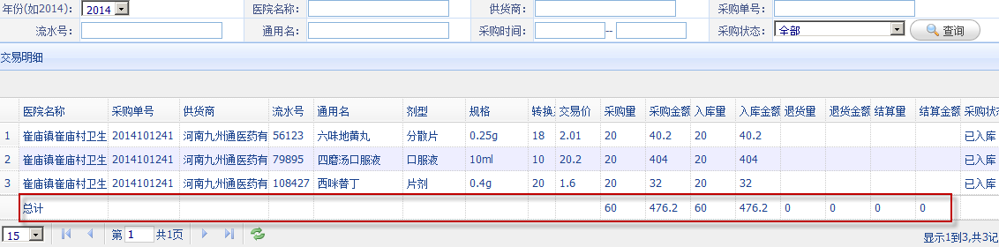 年份(如2014): 2014 医院名称: 供货商: 采购单号:
流水号: 通用名: 采购时间: -- 采购状态: 全部 查询
交易明细
医院名称 采购单号 供货商 流水号 通用名 剂型 规格 转换 交易价 采购量 采购金额 入库量 入库金额 退货量 退货金额 结算量 结算金额 采购状
1 崔庙镇崔庙村卫生 2014101241 河南九州通医药有 56123 六味地黄丸 分散片 0.25g 18 2.01 20 40.2 20 40.2 已入库
2 崔庙镇崔庙村卫生 2014101241 河南九州通医药有 79895 四磨汤口服液 口服液 10ml 10 20.2 20 404 20 404 已入库
3 崔庙镇崔庙村卫生 2014101241 河南九州通医药有 108427 西咪替丁 片剂 0.4g 20 1.6 20 32 20 32 已入库
总计 60 476.2 60 476.2 0 0 0 0
15 第 1 共1页 显示1到3,共3记